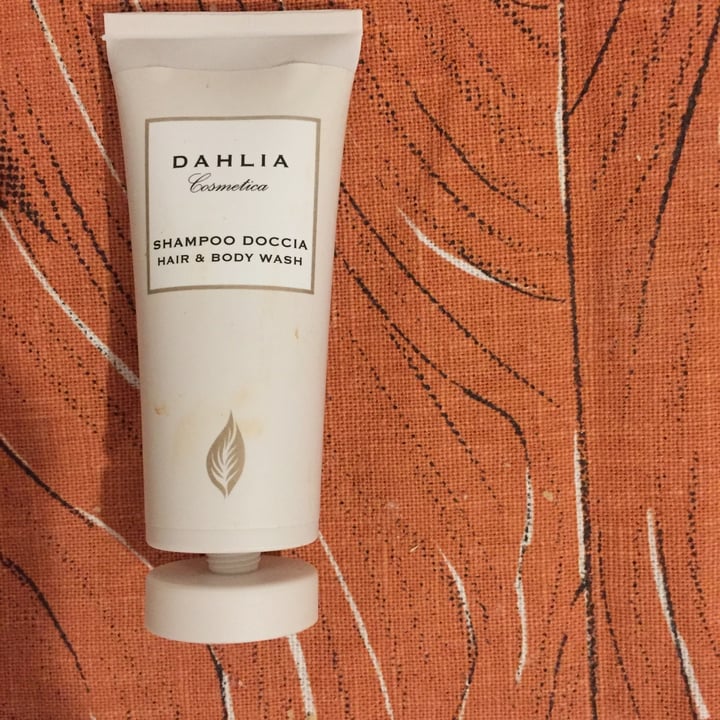 DAHLIA
Cosmetica
SHAMPOO DOCCIA
HAIR & BODY WASH